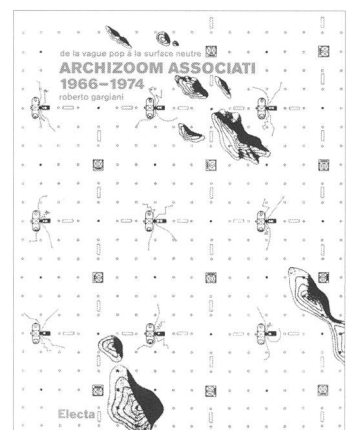 de la vague pop à la surface neutre
ARCHIZOOM ASSOCIATI
1966–1974
roberto gargiani
Electa